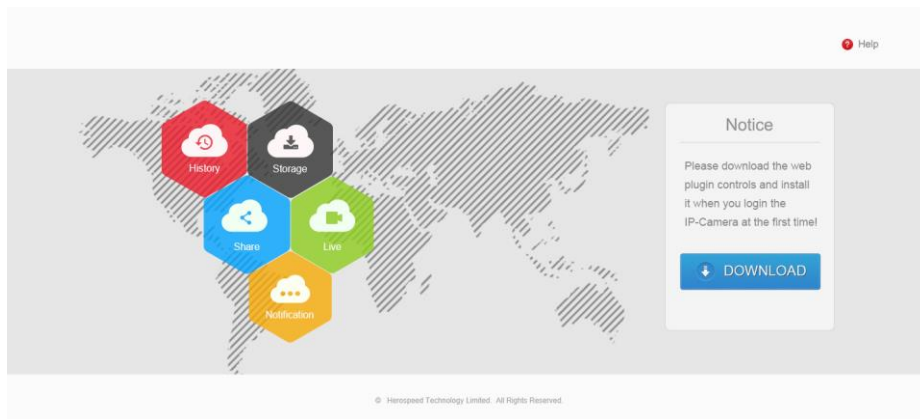 Help
History
Storage
Share
Live
Notification
Notice
Please download the web
plugin controls and install
it when you login the
IP-Camera at the first time!
DOWNLOAD
© Herospeed Technology Limited. All Rights Reserved.